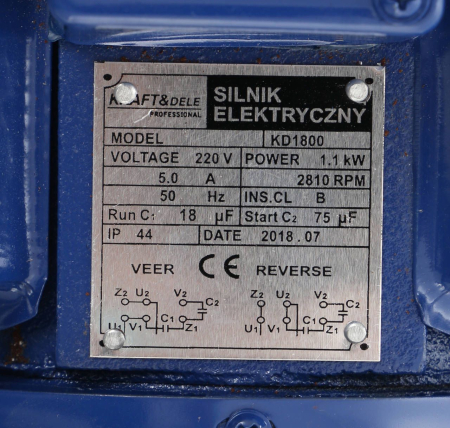 KRAFT&DELE
PROFESSIONAL
SILNIK
ELEKTRYCZNY
MODEL KD1800
VOLTAGE 220 V POWER 1.1 kW
5.0 A 2810 RPM
50 Hz INS.CL B
Run C1 18 μF Start C2 75 μF
IP 44 DATE 2018.07
VEER CE REVERSE
Z2 U2 V2 C2 Z2 U2 V2 C2
U1 V1 C1 Z1 U1 V1 C1 Z1